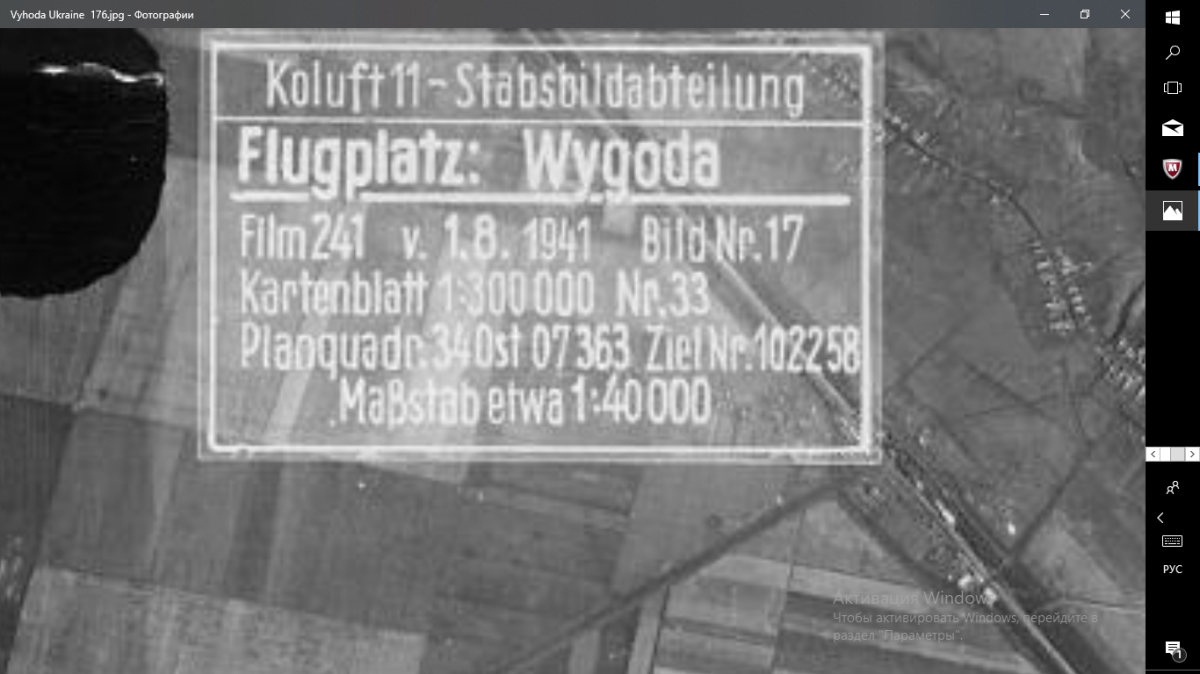 Vyhoda Ukraine 176.jpg - Фотографии
Koluft 11 - Stabsbildabteilung
Flugplatz: Wygoda
Film 241 v. 1.8. 1941 Bild Nr. 17
Kartenblatt 1:300 000 Nr. 33
Planquadr. 34 Ost 07 363 Ziel Nr. 102258
Maßstab etwa 1:40 000
Активация Windows
Чтобы активировать Windows, перейдите в
раздел "Параметры".
РУС
1